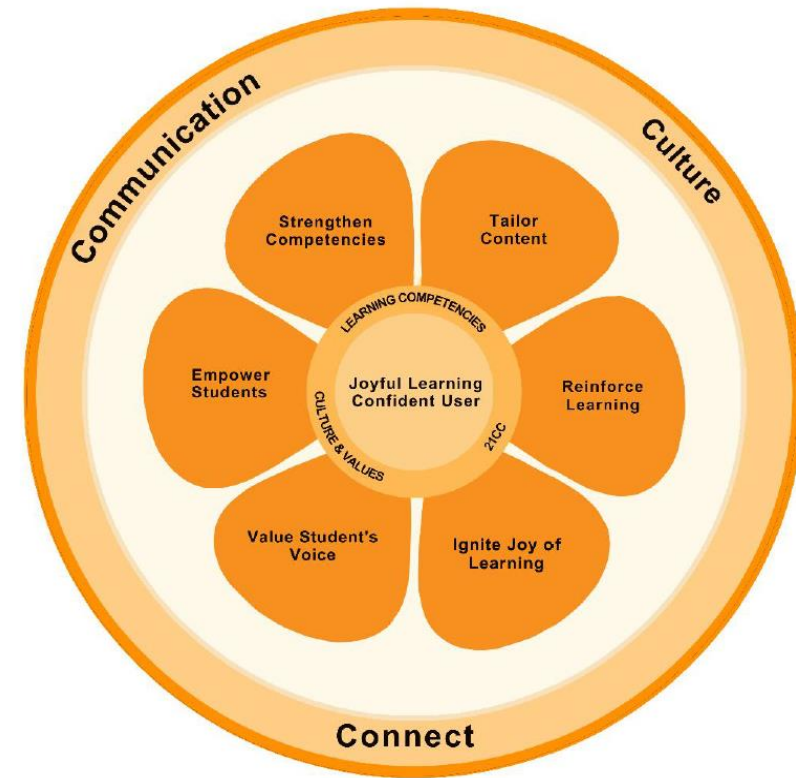 Communication
Culture
Strengthen
Competencies
Tailor
Content
Empower
Students
LEARNING COMPETENCIES
Joyful Learning
Confident User
CULTURE & VALUES
21CC
Reinforce
Learning
Value Student's
Voice
Ignite Joy of
Learning
Connect